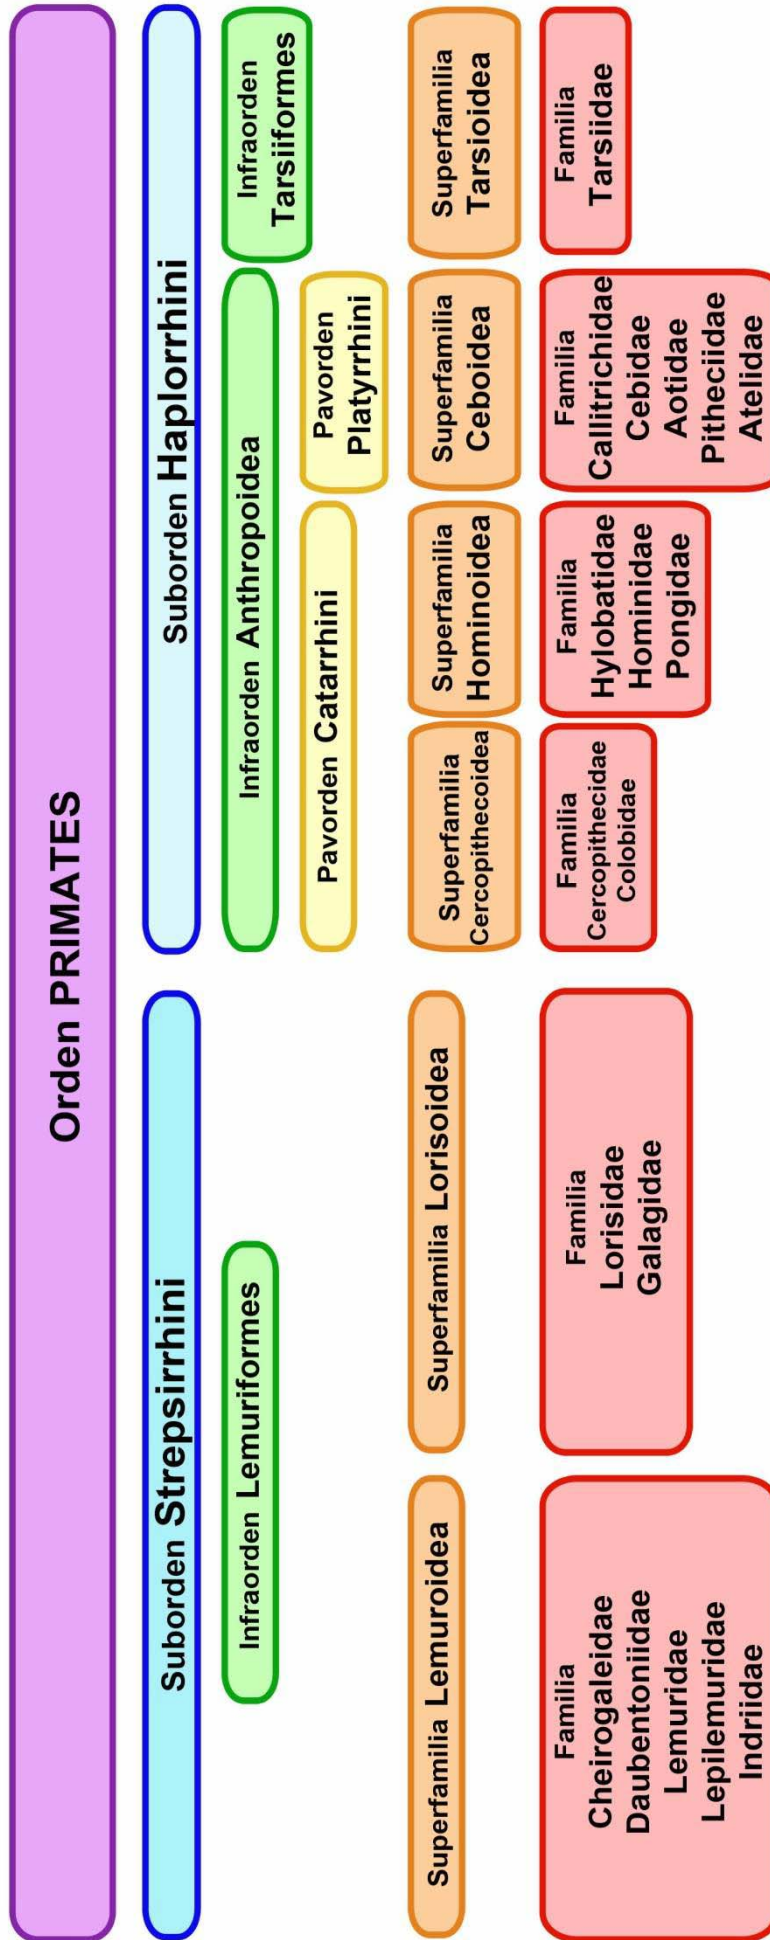 Orden PRIMATES
Suborden Strepsirrhini
Suborden Haplorrhini
Infraorden Lemuriformes
Infraorden Anthropoidea
Infraorden
Tarsiiformes
Pavorden Catarrhini
Pavorden
Platyrrhini
Superfamilia Lemuroidea
Superfamilia Lorisoidea
Superfamilia
Cercopithecoidea
Superfamilia
Hominoidea
Superfamilia
Ceboidea
Superfamilia
Tarsioidea
Familia
Cheirogaleidae
Daubentoniidae
Lemuridae
Lepilemuridae
Indriidae
Familia
Lorisidae
Galagidae
Familia
Cercopithecidae
Colobidae
Familia
Hylobatidae
Hominidae
Pongidae
Familia
Callitrichidae
Cebidae
Aotidae
Pitheciidae
Atelidae
Familia
Tarsiidae